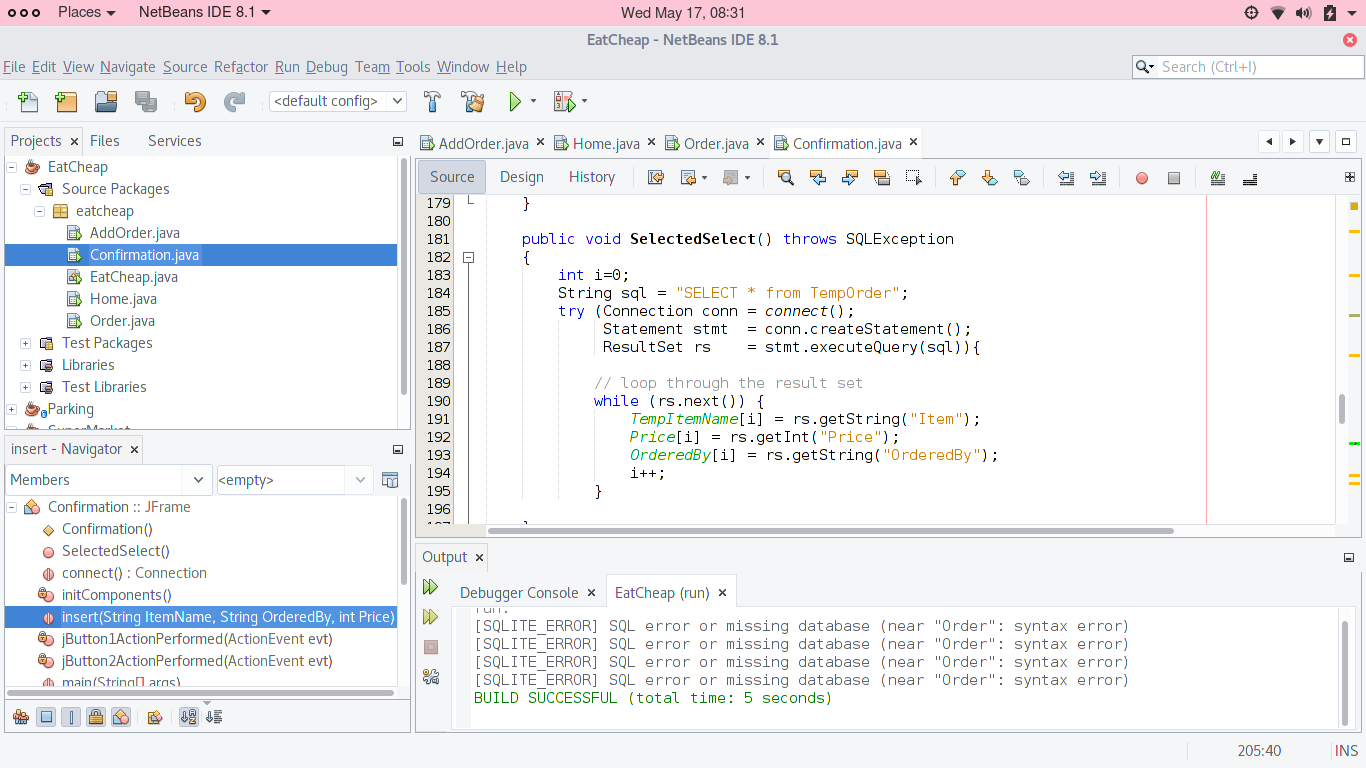 Places NetBeans IDE 8.1 Wed May 17, 08:31
EatCheap - NetBeans IDE 8.1
File Edit View Navigate Source Refactor Run Debug Team Tools Window Help
Search (Ctrl+I)
<default config>
Projects Files Services
EatCheap
Source Packages
eatcheap
AddOrder.java
Confirmation.java
EatCheap.java
Home.java
Order.java
Test Packages
Libraries
Test Libraries
Parking
SuperMarket
insert - Navigator
Members <empty>
Confirmation :: JFrame
Confirmation()
SelectedSelect()
connect() : Connection
initComponents()
insert(String ItemName, String OrderedBy, int Price)
jButton1ActionPerformed(ActionEvent evt)
jButton2ActionPerformed(ActionEvent evt)
main(String[] args)
AddOrder.java Home.java Order.java Confirmation.java
Source Design History
179 }
180
181 public void SelectedSelect() throws SQLException
182 {
183 int i=0;
184 String sql = "SELECT * from TempOrder";
185 try (Connection conn = connect();
186 Statement stmt = conn.createStatement();
187 ResultSet rs = stmt.executeQuery(sql)){
188
189 // loop through the result set
190 while (rs.next()) {
191 TempItemName[i] = rs.getString("Item");
192 Price[i] = rs.getInt("Price");
193 OrderedBy[i] = rs.getString("OrderedBy");
194 i++;
195 }
196
197 }
Output
Debugger Console EatCheap (run)
run:
[SQLITE_ERROR] SQL error or missing database (near "Order": syntax error)
[SQLITE_ERROR] SQL error or missing database (near "Order": syntax error)
[SQLITE_ERROR] SQL error or missing database (near "Order": syntax error)
[SQLITE_ERROR] SQL error or missing database (near "Order": syntax error)
BUILD SUCCESSFUL (total time: 5 seconds)
205:40 INS